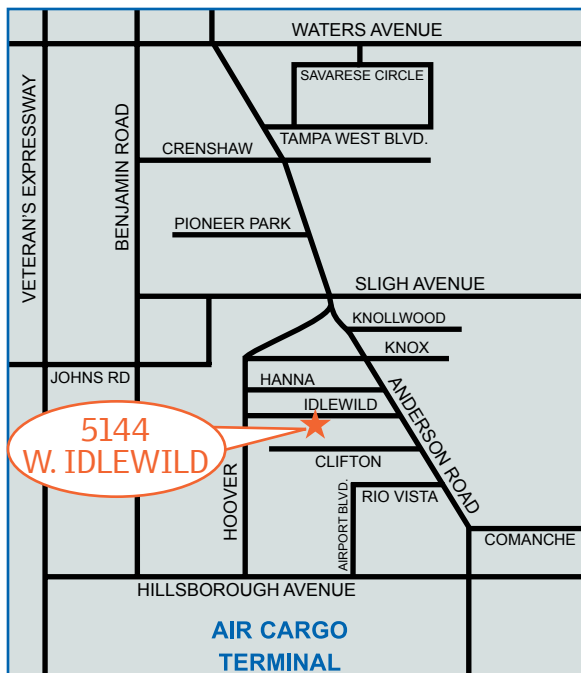 WATERS AVENUE
SAVARESE CIRCLE
TAMPA WEST BLVD.
CRENSHAW
VETERAN'S EXPRESSWAY
BENJAMIN ROAD
PIONEER PARK
SLIGH AVENUE
KNOLLWOOD
KNOX
JOHNS RD
HANNA
IDLEWILD
ANDERSON ROAD
5144
W. IDLEWILD
CLIFTON
HOOVER
AIRPORT BLVD.
RIO VISTA
COMANCHE
HILLSBOROUGH AVENUE
AIR CARGO
TERMINAL